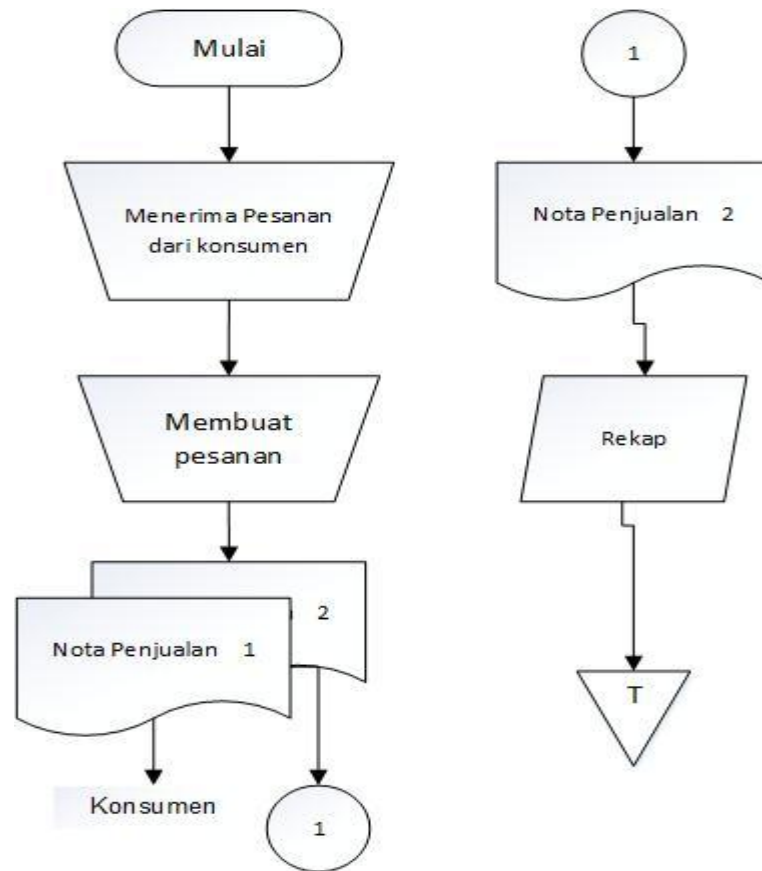 Mulai
Menerima Pesanan
dari konsumen
Membuat
pesanan
2
Nota Penjualan 1
Konsumen
1
1
Nota Penjualan 2
Rekap
T